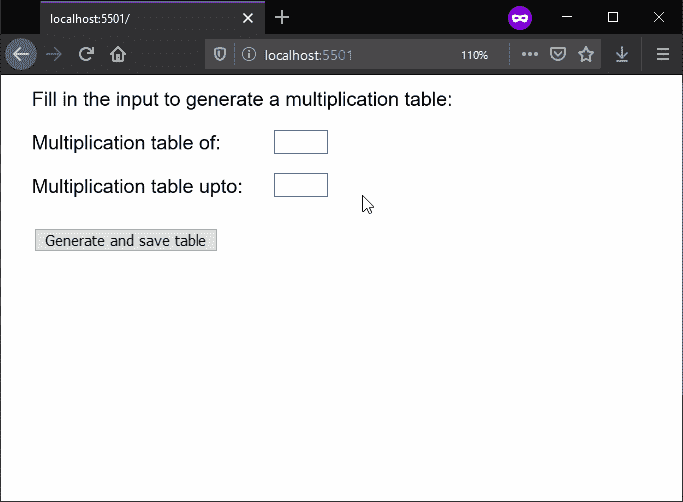 localhost:5501/
localhost:5501
110%
Fill in the input to generate a multiplication table:
Multiplication table of:
Multiplication table upto:
Generate and save table